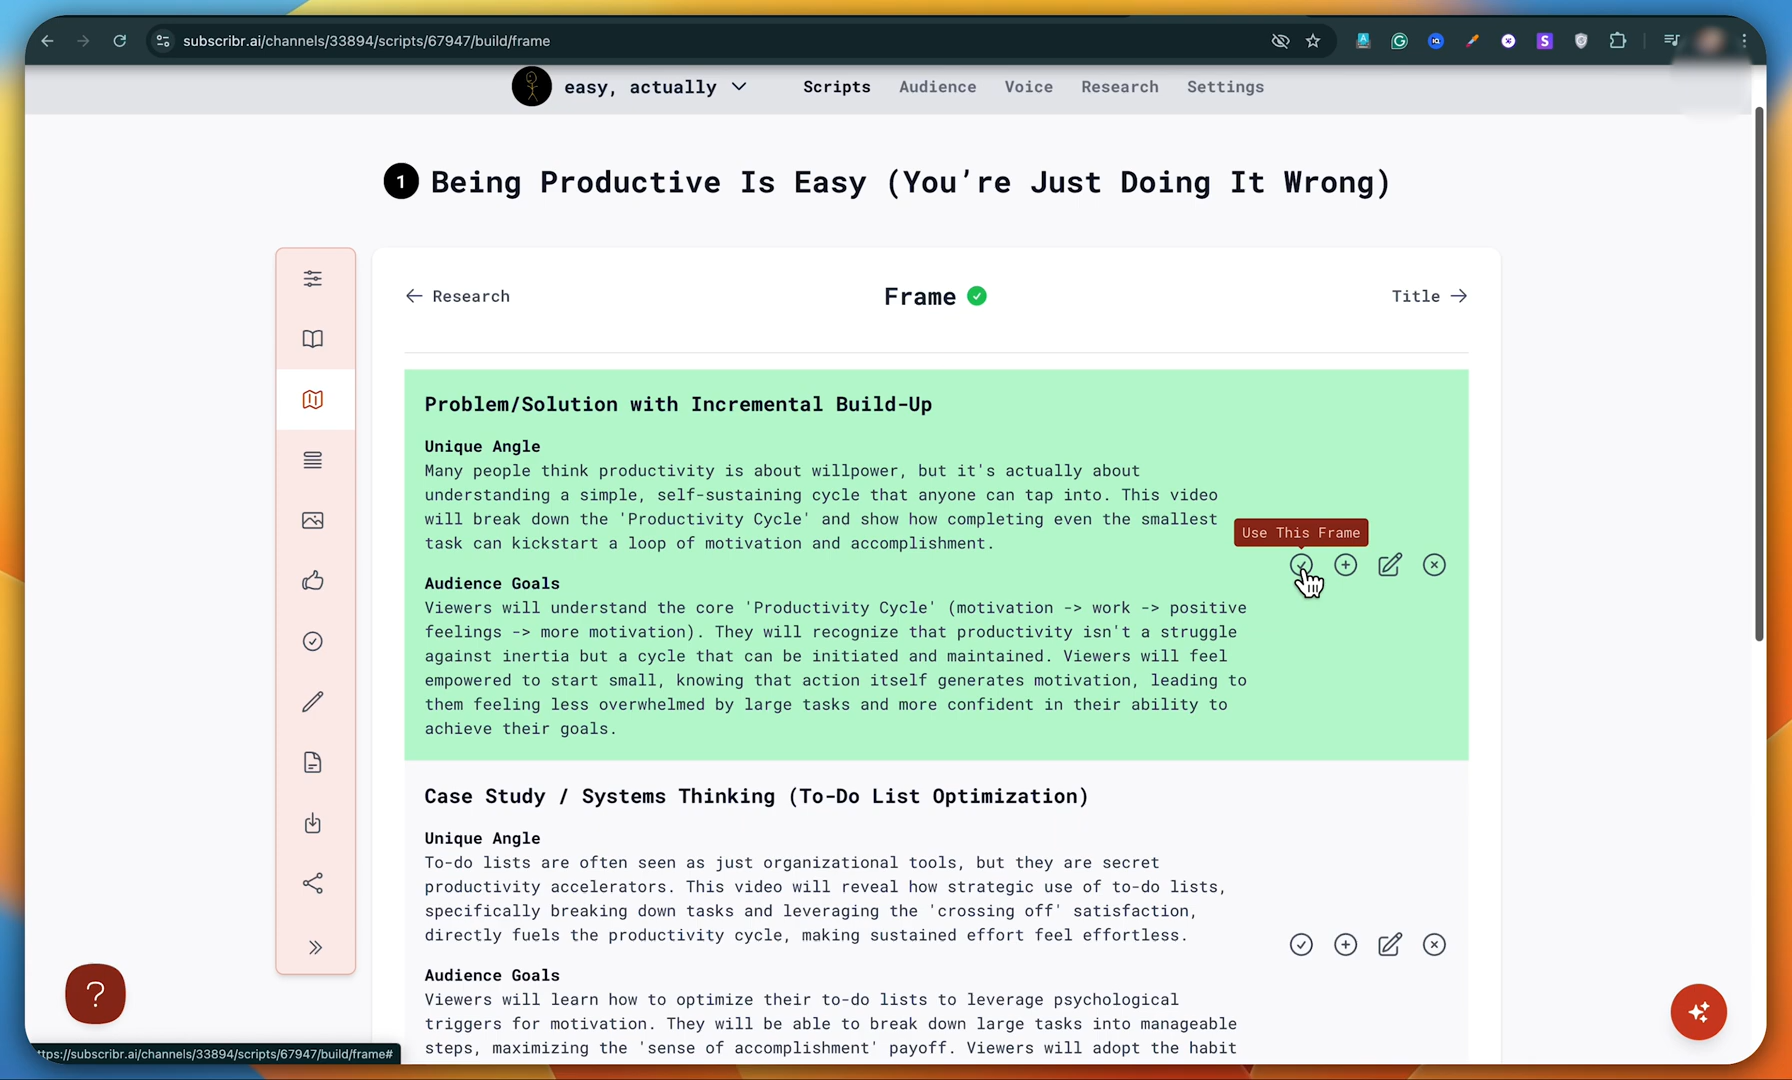 subscribr.ai/channels/33894/scripts/67947/build/frame
easy, actually
Scripts
Audience
Voice
Research
Settings
1 Being Productive Is Easy (You’re Just Doing It Wrong)
← Research
Frame
Title →
Problem/Solution with Incremental Build-Up
Unique Angle
Many people think productivity is about willpower, but it's actually about
understanding a simple, self-sustaining cycle that anyone can tap into. This video
will break down the 'Productivity Cycle' and show how completing even the smallest
task can kickstart a loop of motivation and accomplishment.
Use This Frame
Audience Goals
Viewers will understand the core 'Productivity Cycle' (motivation -> work -> positive
feelings -> more motivation). They will recognize that productivity isn't a struggle
against inertia but a cycle that can be initiated and maintained. Viewers will feel
empowered to start small, knowing that action itself generates motivation, leading to
them feeling less overwhelmed by large tasks and more confident in their ability to
achieve their goals.
Case Study / Systems Thinking (To-Do List Optimization)
Unique Angle
To-do lists are often seen as just organizational tools, but they are secret
productivity accelerators. This video will reveal how strategic use of to-do lists,
specifically breaking down tasks and leveraging the 'crossing off' satisfaction,
directly fuels the productivity cycle, making sustained effort feel effortless.
Audience Goals
Viewers will learn how to optimize their to-do lists to leverage psychological
triggers for motivation. They will be able to break down large tasks into manageable
steps, maximizing the 'sense of accomplishment' payoff. Viewers will adopt the habit
?
ttps://subscribr.ai/channels/33894/scripts/67947/build/frame#